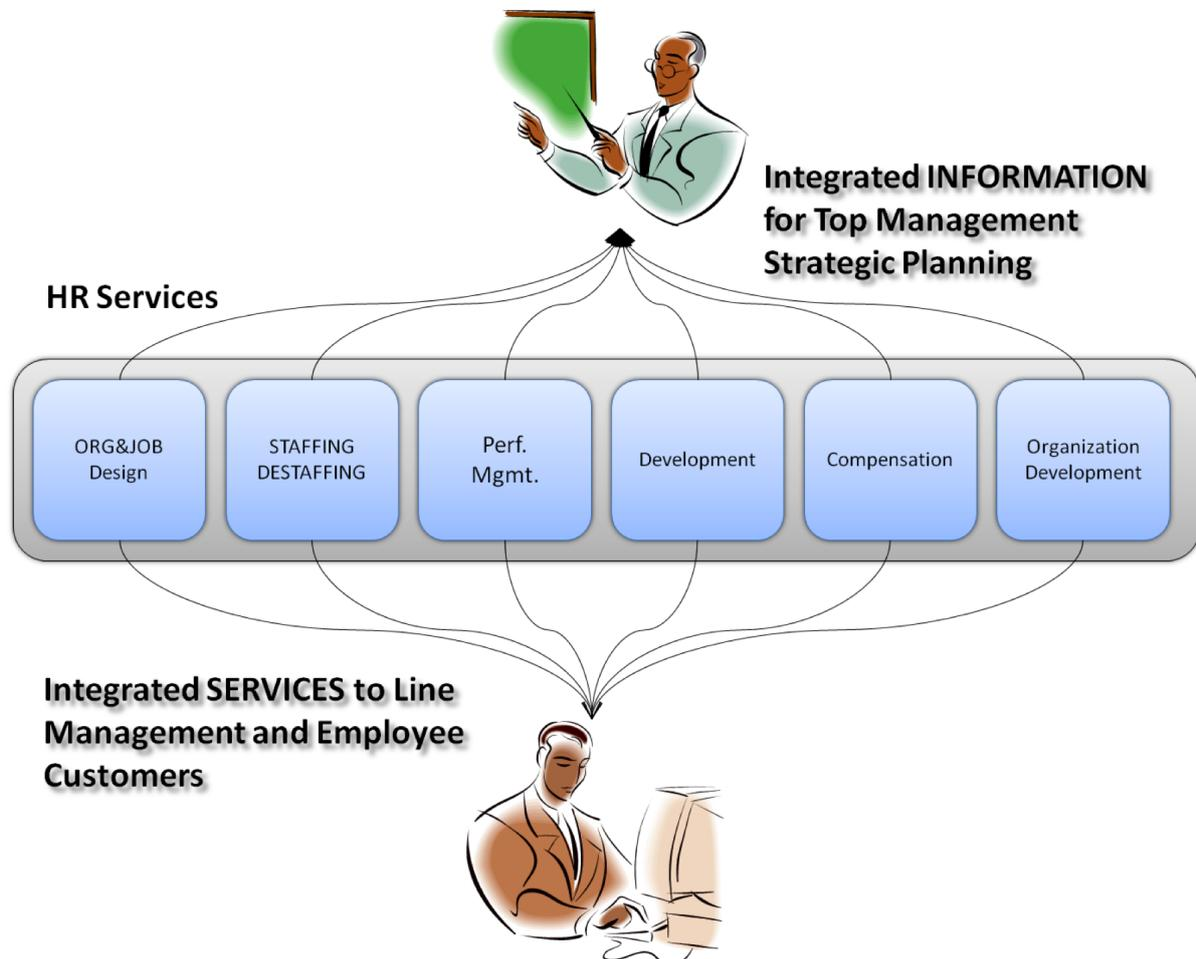 Integrated INFORMATION
for Top Management
Strategic Planning
HR Services
ORG&JOB
Design
STAFFING
DESTAFFING
Perf.
Mgmt.
Development
Compensation
Organization
Development
Integrated SERVICES to Line
Management and Employee
Customers